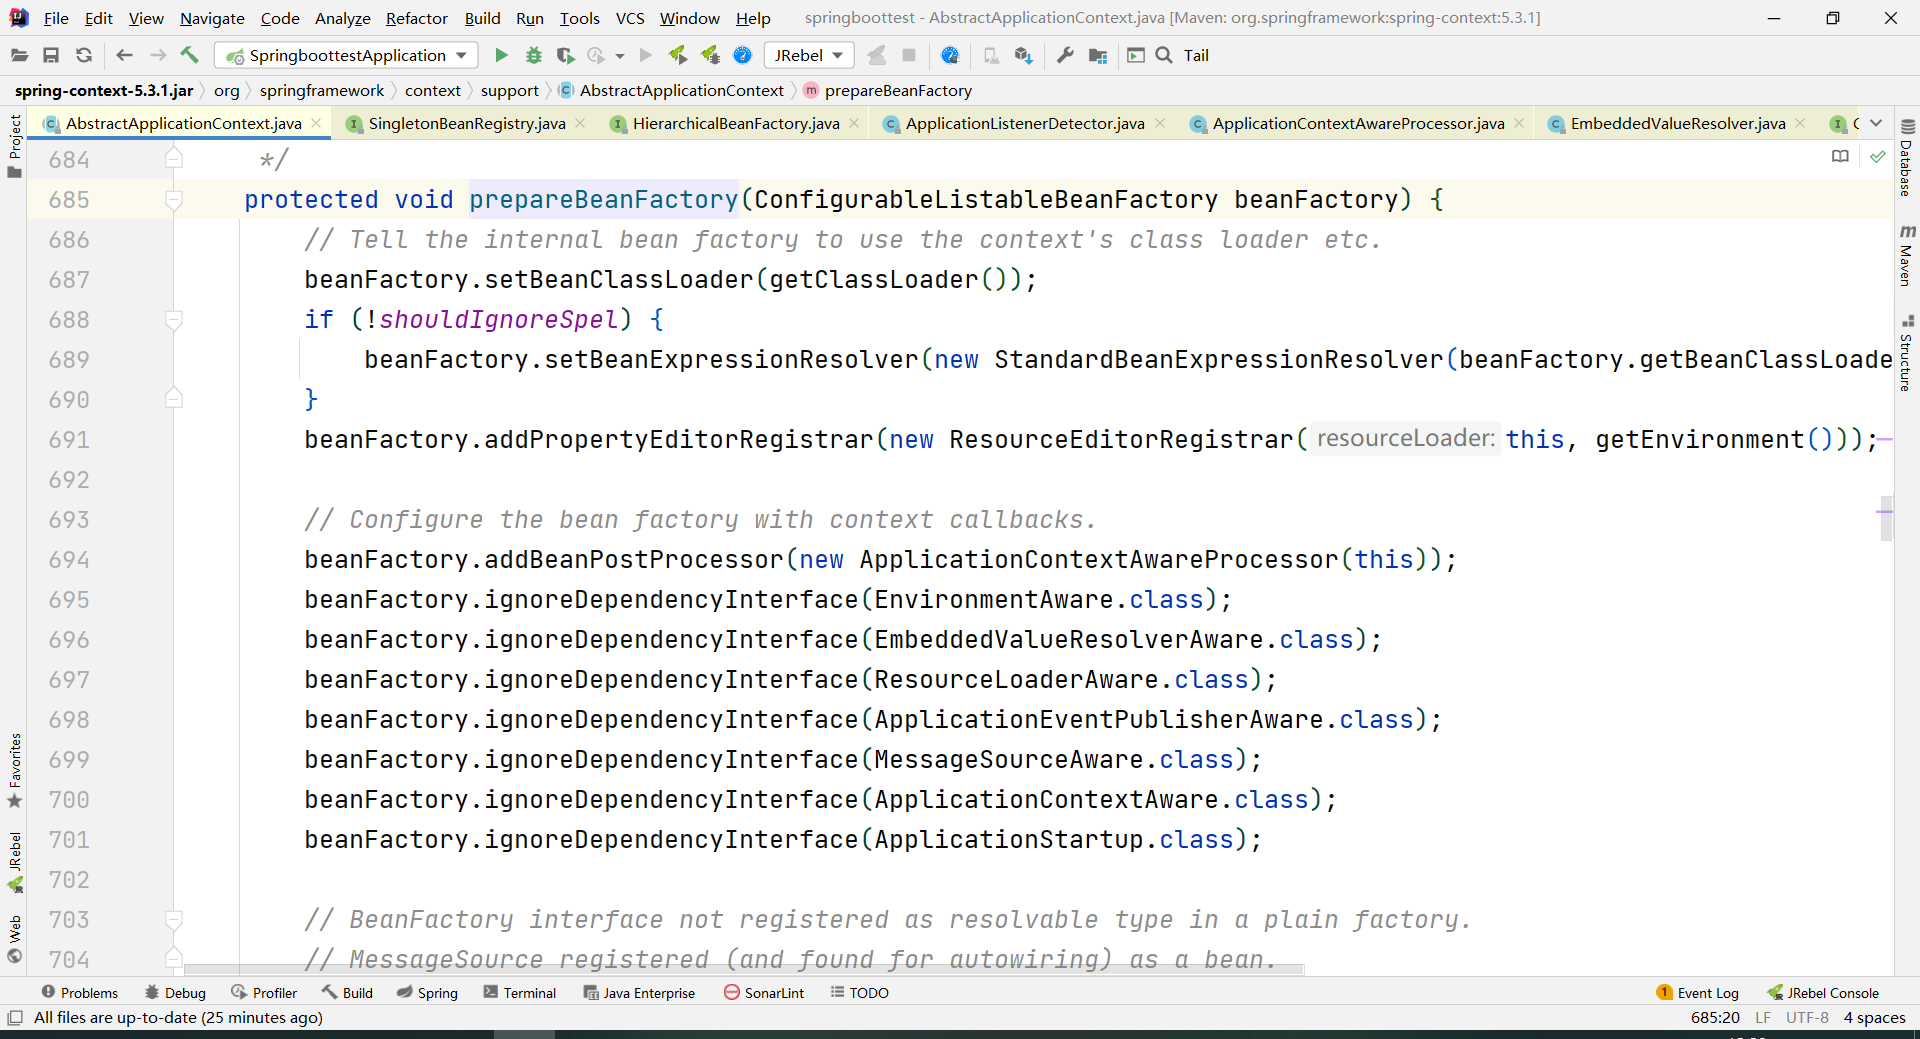 File Edit View Navigate Code Analyze Refactor Build Run Tools VCS Window Help springboottest - AbstractApplicationContext.java [Maven: org.springframework:spring-context:5.3.1]
SpringboottestApplication JRebel Tail
spring-context-5.3.1.jar org springframework context support AbstractApplicationContext prepareBeanFactory
AbstractApplicationContext.java SingletonBeanRegistry.java HierarchicalBeanFactory.java ApplicationListenerDetector.java ApplicationContextAwareProcessor.java EmbeddedValueResolver.java
Project
Favorites
JRebel
Web
684 */
685 protected void prepareBeanFactory(ConfigurableListableBeanFactory beanFactory) {
686 // Tell the internal bean factory to use the context's class loader etc.
687 beanFactory.setBeanClassLoader(getClassLoader());
688 if (!shouldIgnoreSpel) {
689 beanFactory.setBeanExpressionResolver(new StandardBeanExpressionResolver(beanFactory.getBeanClassLoade
690 }
691 beanFactory.addPropertyEditorRegistrar(new ResourceEditorRegistrar( resourceLoader: this, getEnvironment()));
692
693 // Configure the bean factory with context callbacks.
694 beanFactory.addBeanPostProcessor(new ApplicationContextAwareProcessor(this));
695 beanFactory.ignoreDependencyInterface(EnvironmentAware.class);
696 beanFactory.ignoreDependencyInterface(EmbeddedValueResolverAware.class);
697 beanFactory.ignoreDependencyInterface(ResourceLoaderAware.class);
698 beanFactory.ignoreDependencyInterface(ApplicationEventPublisherAware.class);
699 beanFactory.ignoreDependencyInterface(MessageSourceAware.class);
700 beanFactory.ignoreDependencyInterface(ApplicationContextAware.class);
701 beanFactory.ignoreDependencyInterface(ApplicationStartup.class);
702
703 // BeanFactory interface not registered as resolvable type in a plain factory.
704 // MessageSource registered (and found for autowiring) as a bean.
Database
Maven
Structure
Problems Debug Profiler Build Spring Terminal Java Enterprise SonarLint TODO 1 Event Log JRebel Console
All files are up-to-date (25 minutes ago) 685:20 LF UTF-8 4 spaces